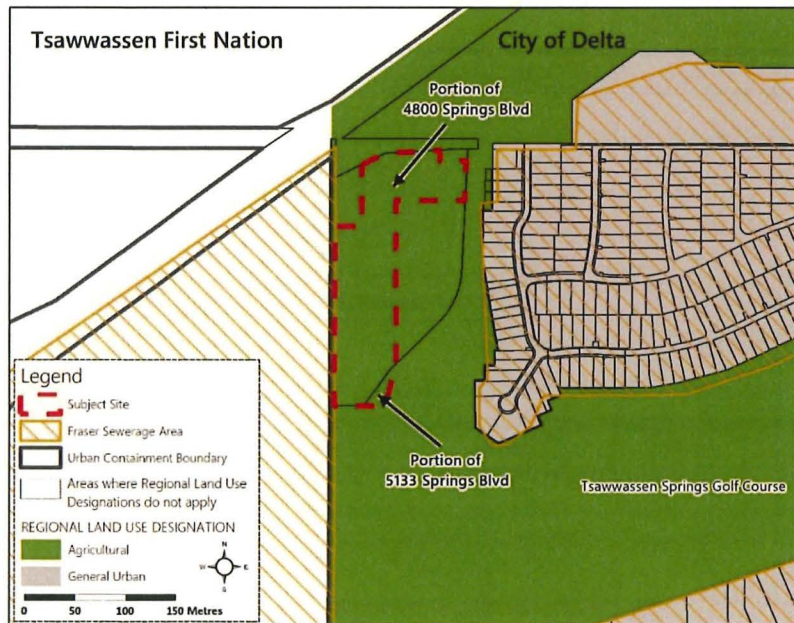 Tsawwassen First Nation
City of Delta
Portion of
4800 Springs Blvd
Portion of
5133 Springs Blvd
Tsawwassen Springs Golf Course
Legend
Subject Site
Fraser Sewerage Area
Urban Containment Boundary
Areas where Regional Land Use
Designations do not apply
REGIONAL LAND USE DESIGNATION
Agricultural
General Urban
N
W
E
S
0 50 100 150 Metres